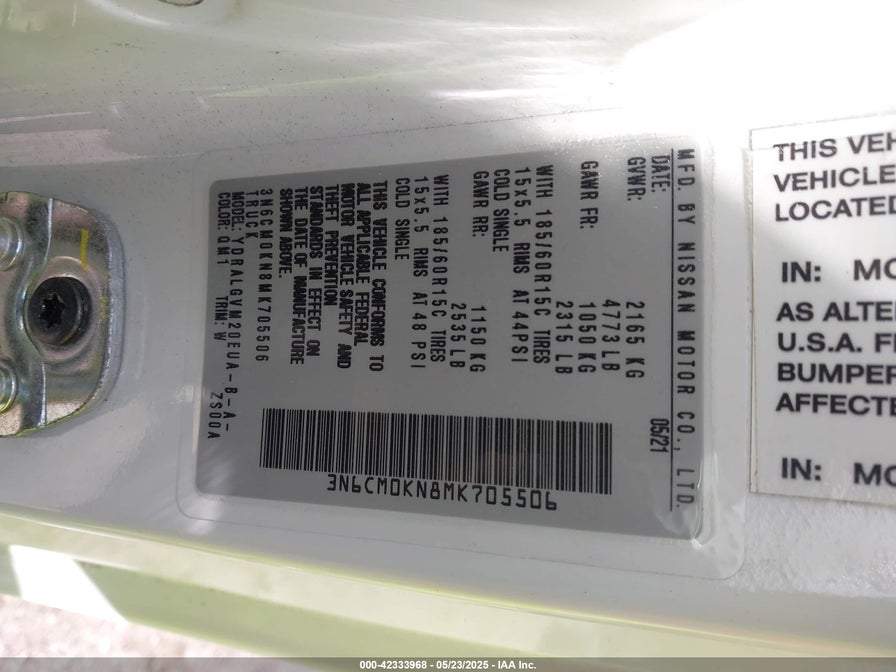 MFD. BY NISSAN MOTOR CO., LTD.
DATE: 05/21
GVWR: 2165 KG
4773 LB
GAWR FR: 1050 KG
2315 LB
WITH 185/60R15C TIRES
15x5.5 RIMS AT 44PSI
COLD SINGLE
GAWR RR: 1150 KG
2535 LB
WITH 185/60R15C TIRES
15x5.5 RIMS AT 48 PSI
COLD SINGLE
THIS VEHICLE CONFORMS TO
ALL APPLICABLE FEDERAL
MOTOR VEHICLE SAFETY AND
THEFT PREVENTION
STANDARDS IN EFFECT ON
THE DATE OF MANUFACTURE
SHOWN ABOVE.
3N6CM0KN8MK705506
TRUCK
MODEL: YDRALGVM20EUA-B-A-
ZS00A
COLOR: QM1 TRIM: W
3N6CM0KN8MK705506
THIS VEH
VEHICLE
LOCATED
IN: MO
AS ALTE
U.S.A. FE
BUMPER
AFFECTE
IN: MO
000-42333968 - 05/23/2025 - IAA Inc.